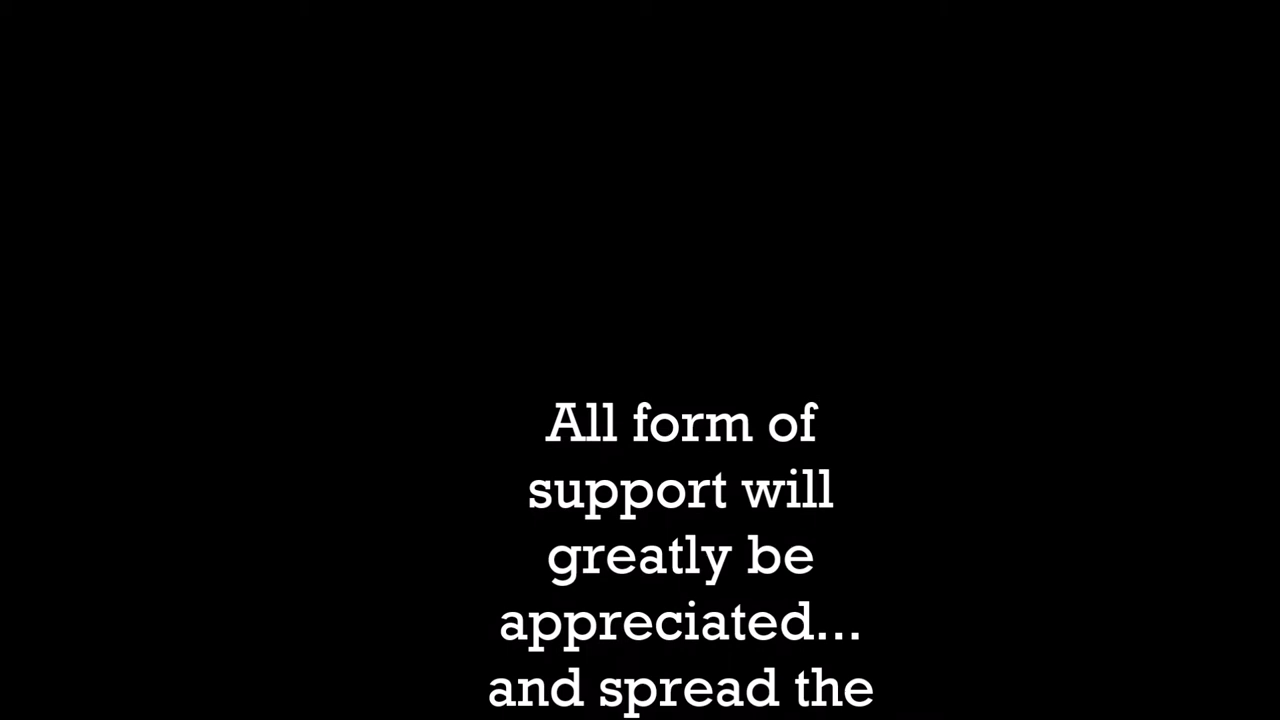 All form of
support will
greatly be
appreciated...
and spread the